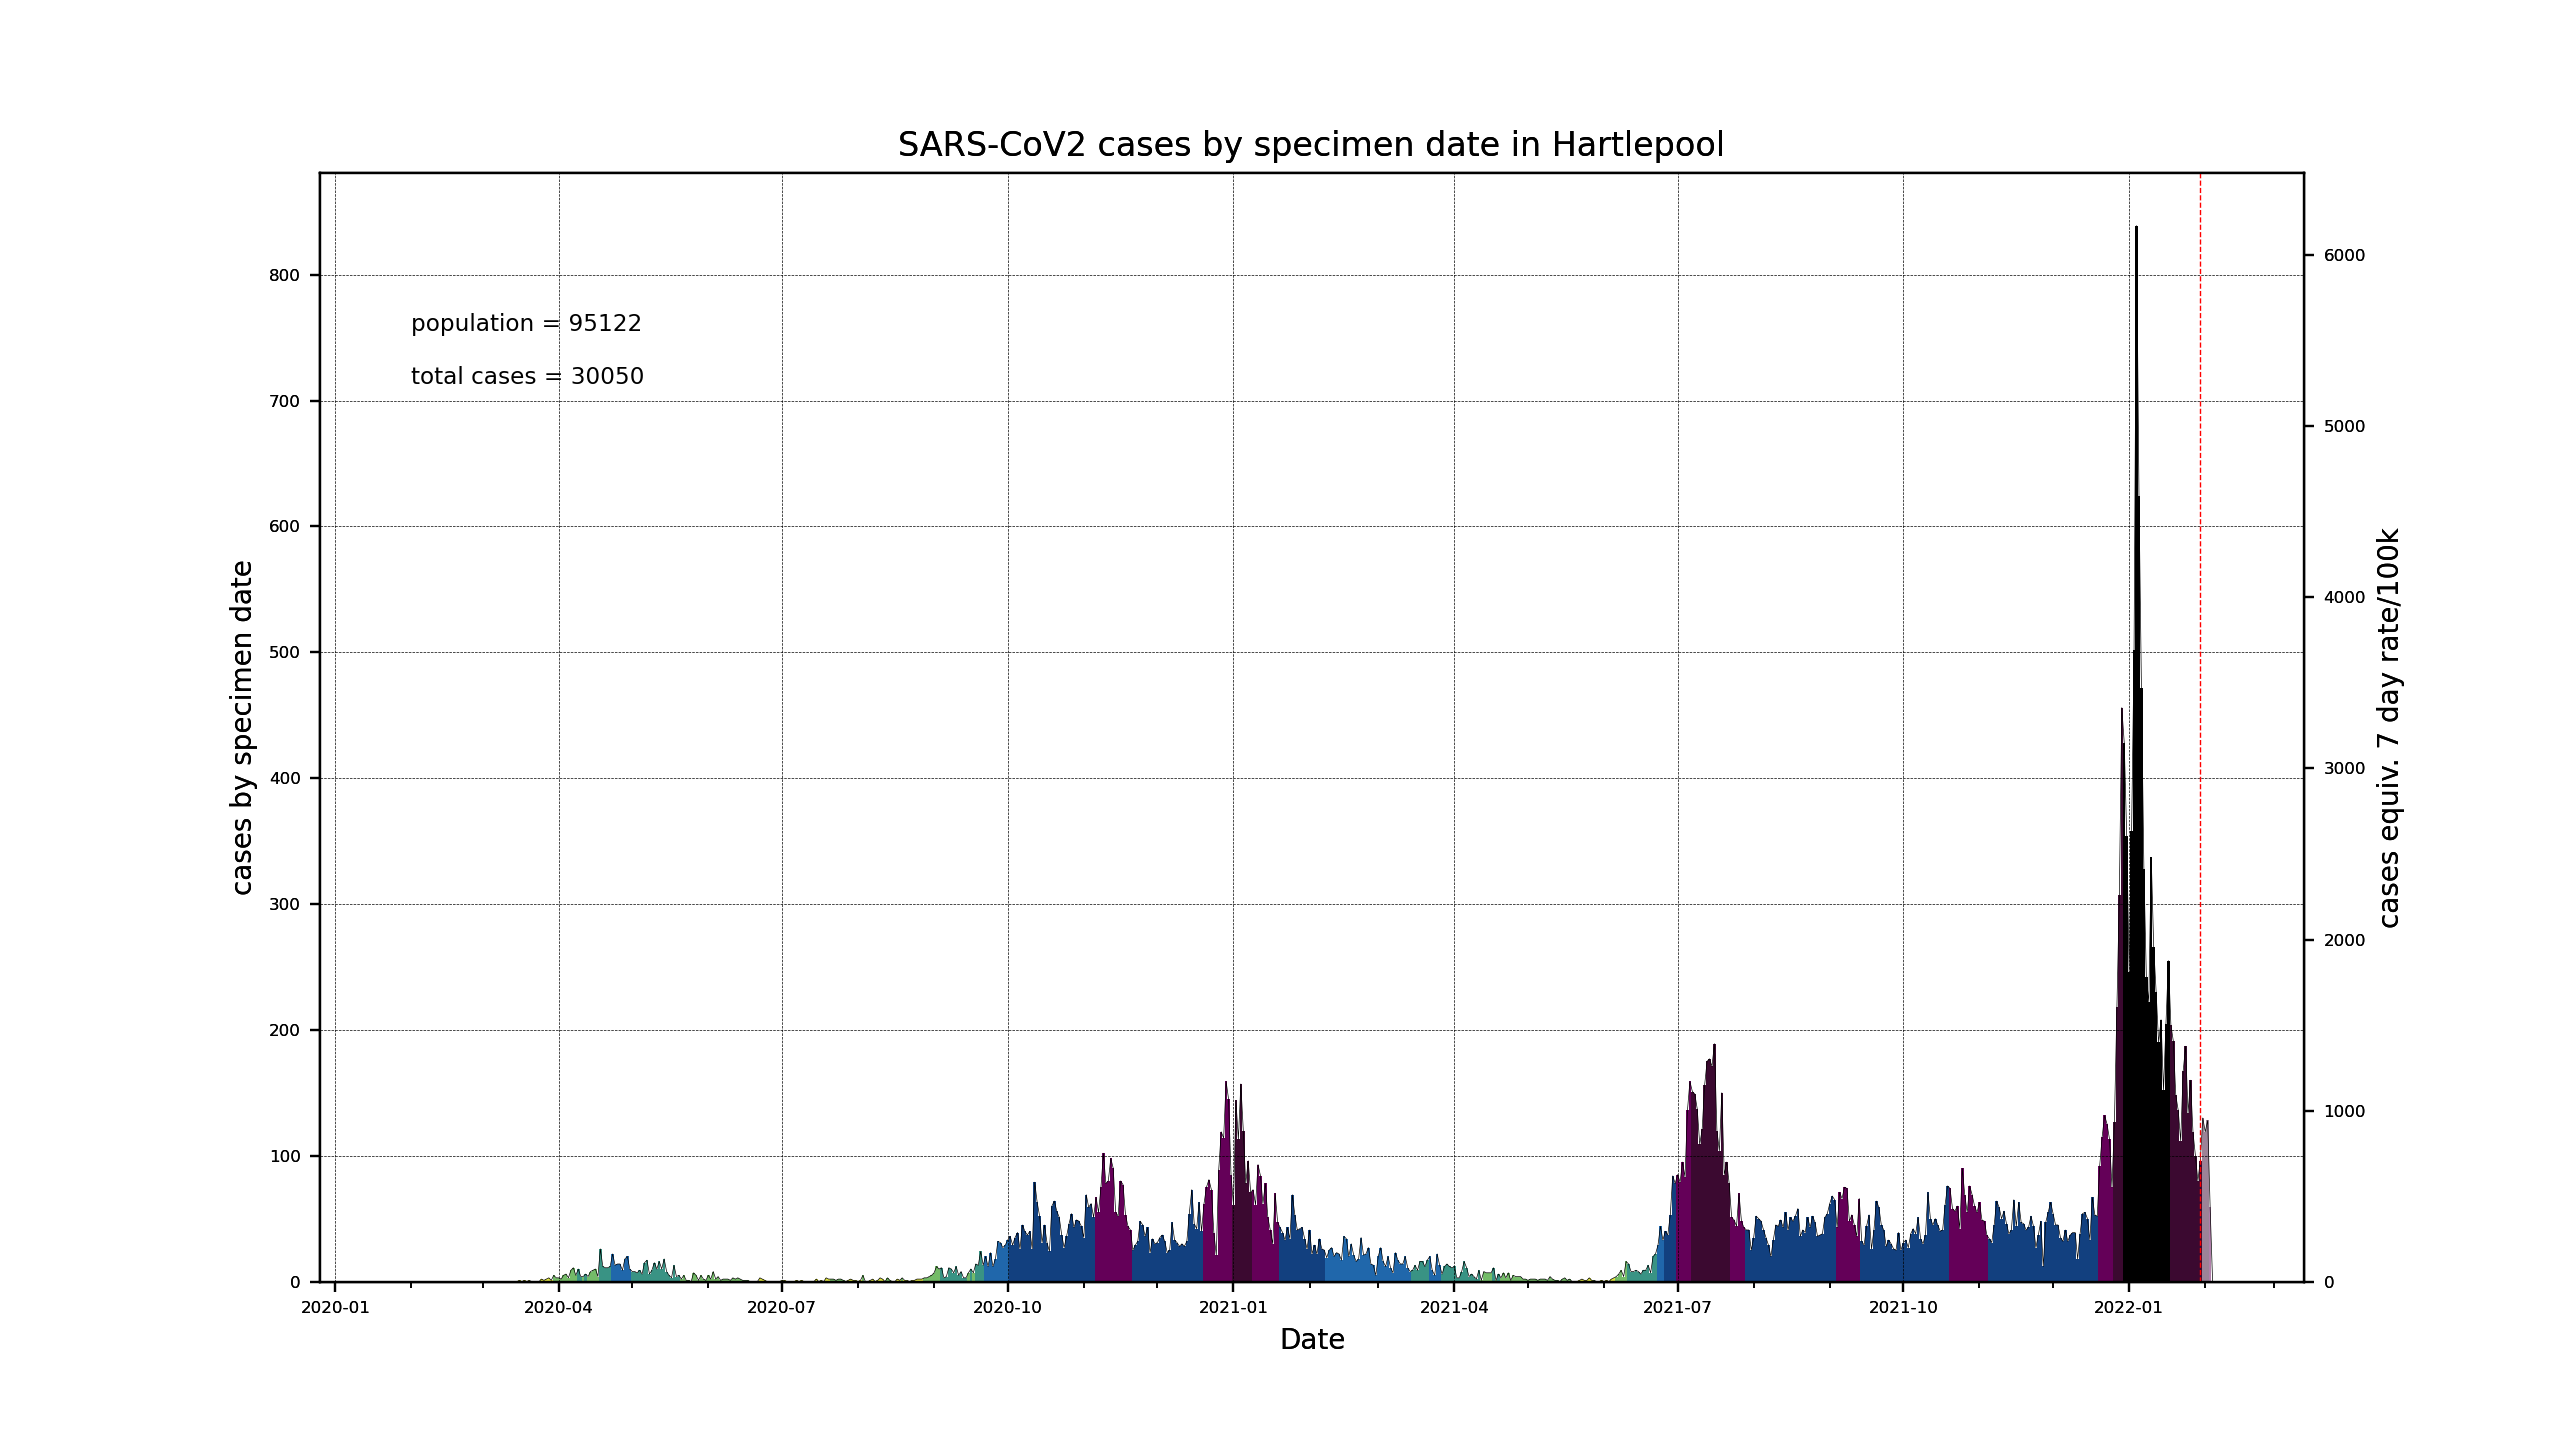 SARS-CoV2 cases by specimen date in Hartlepool
population = 95122
total cases = 30050
cases by specimen date
800
700
600
500
400
300
200
100
0
6000
5000
4000
3000
2000
1000
0
cases equiv. 7 day rate/100k
2020-01 2020-04 2020-07 2020-10 2021-01 2021-04 2021-07 2021-10 2022-01
Date